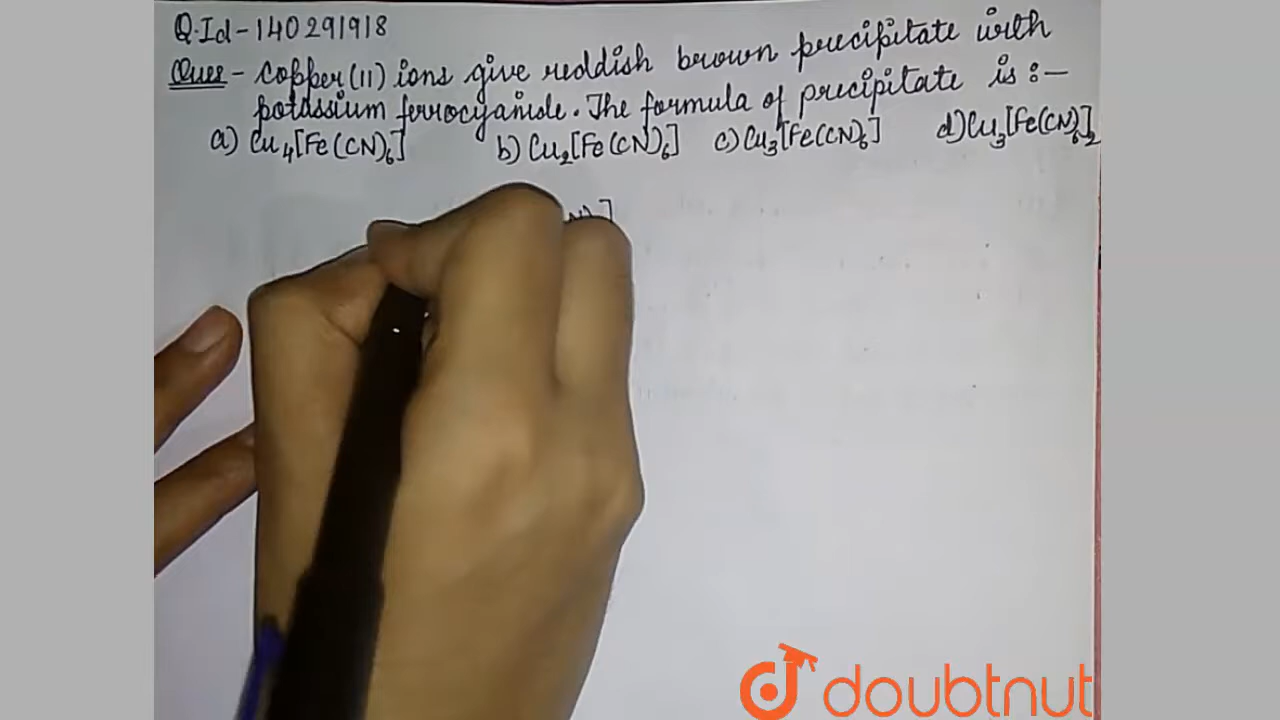 Q.Id-140291918
Ques - Copper(II) ions give reddish brown precipitate with
potassium ferrocyanide. The formula of precipitate is :-
a) Cu4[Fe(CN)6] b) Cu2[Fe(CN)6] c) Cu3[Fe(CN)6] d) Cu3[Fe(CN)6]2
N)]
doubtnut